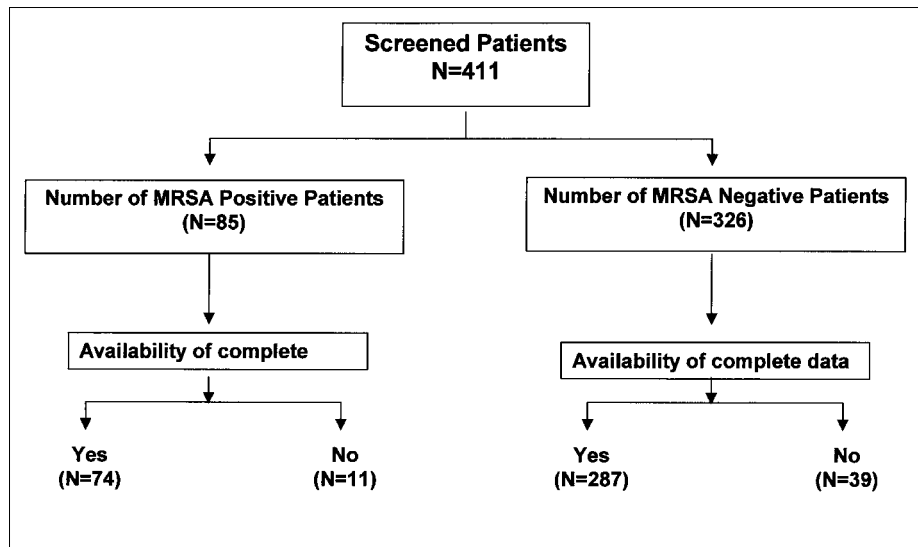 Screened Patients
N=411
Number of MRSA Positive Patients
(N=85)
Number of MRSA Negative Patients
(N=326)
Availability of complete
Availability of complete data
Yes
(N=74)
No
(N=11)
Yes
(N=287)
No
(N=39)